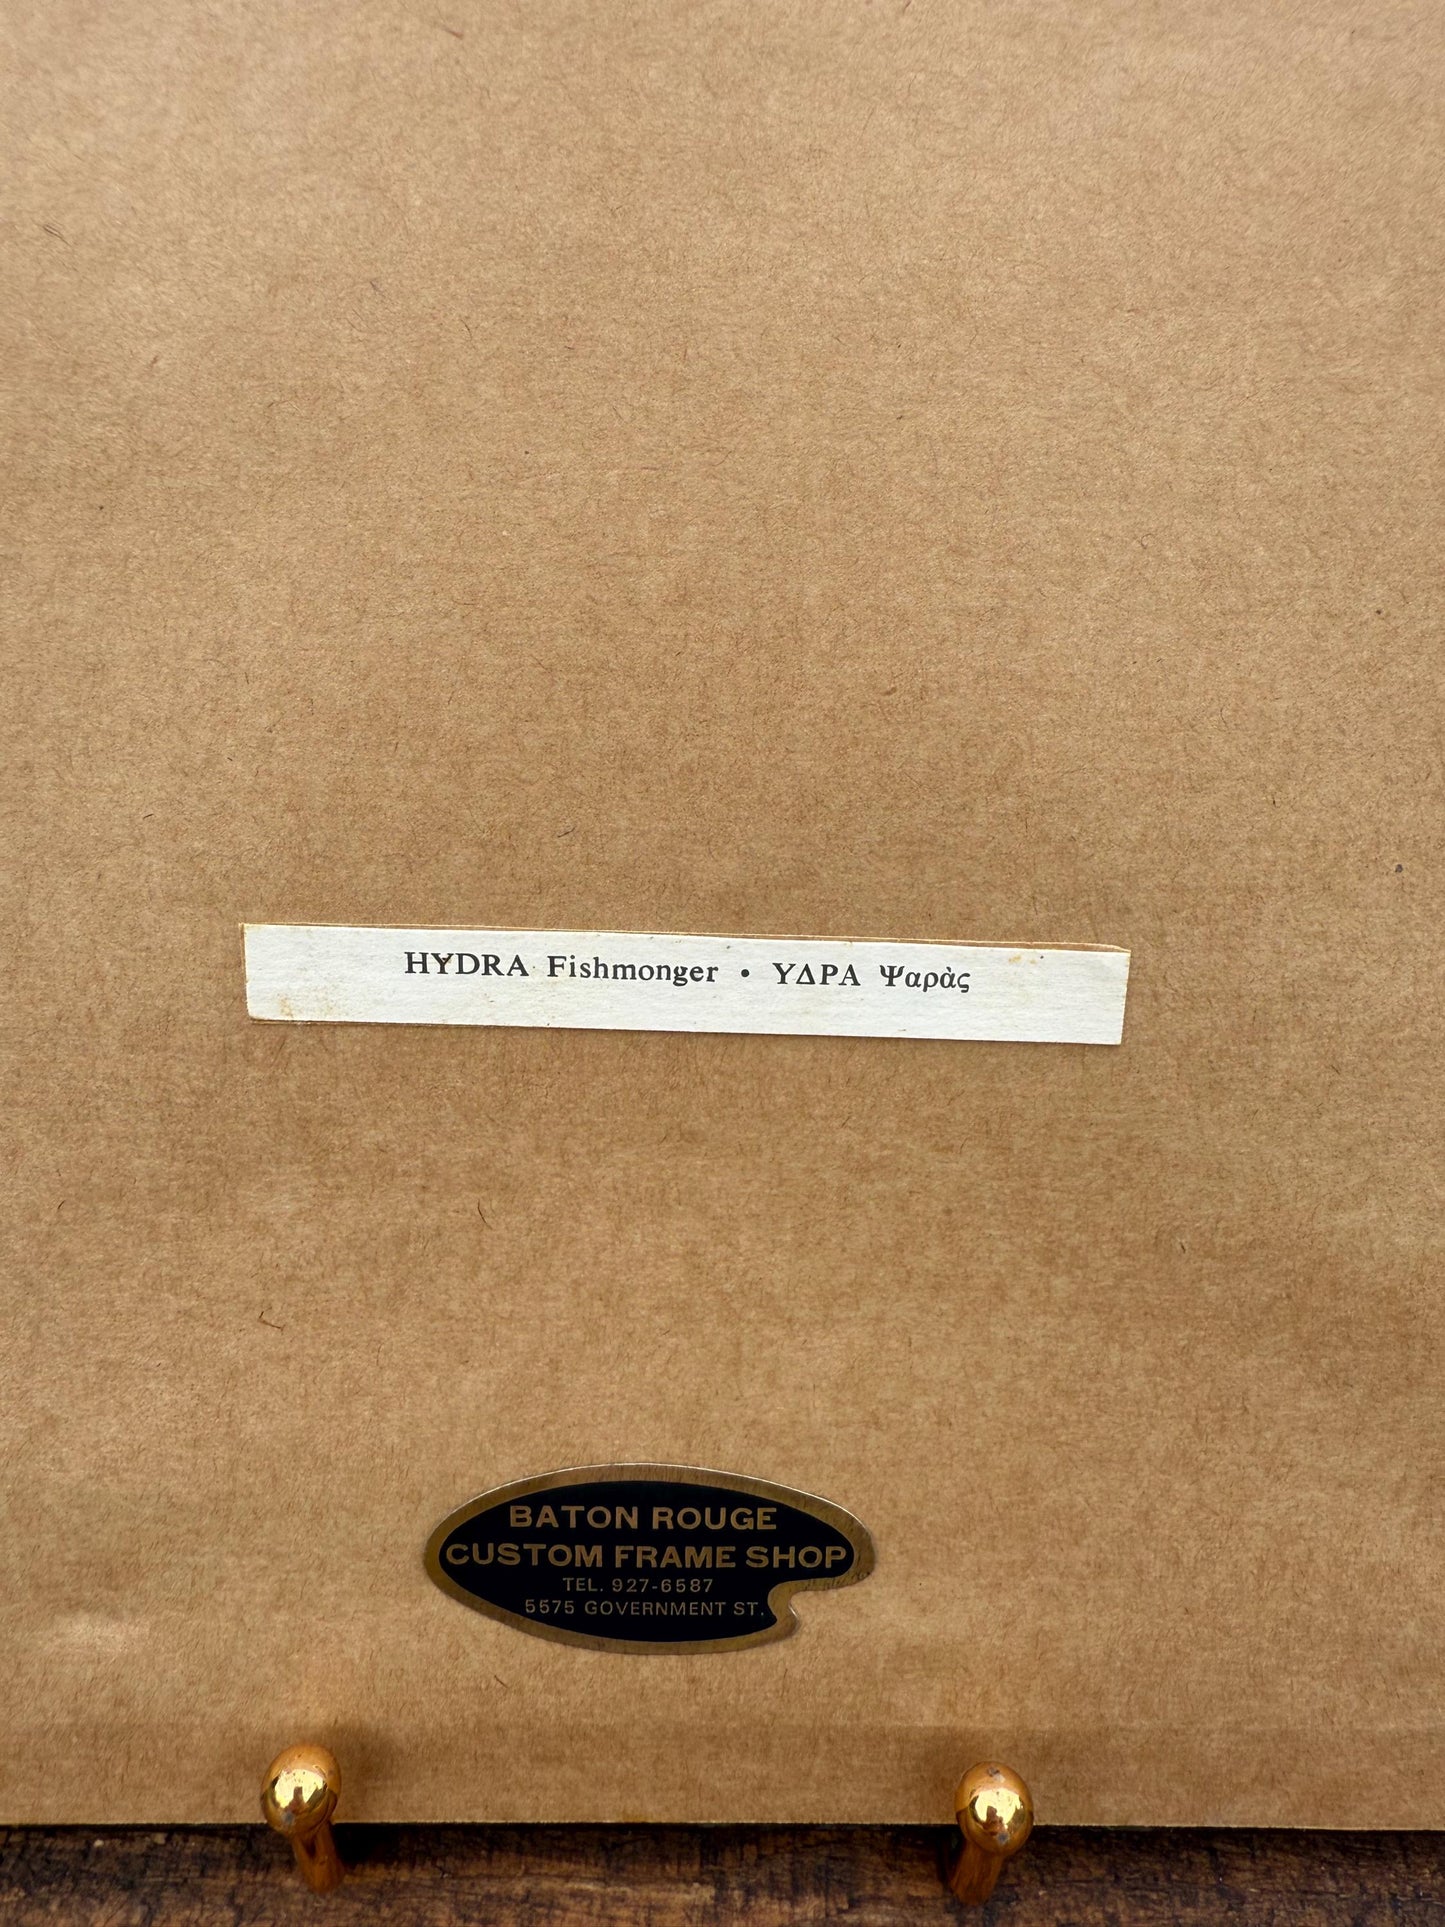 HYDRA Fishmonger • ΥΔΡΑ Ψαρὰς
BATON ROUGE
CUSTOM FRAME SHOP
TEL. 927-6587
5575 GOVERNMENT ST.